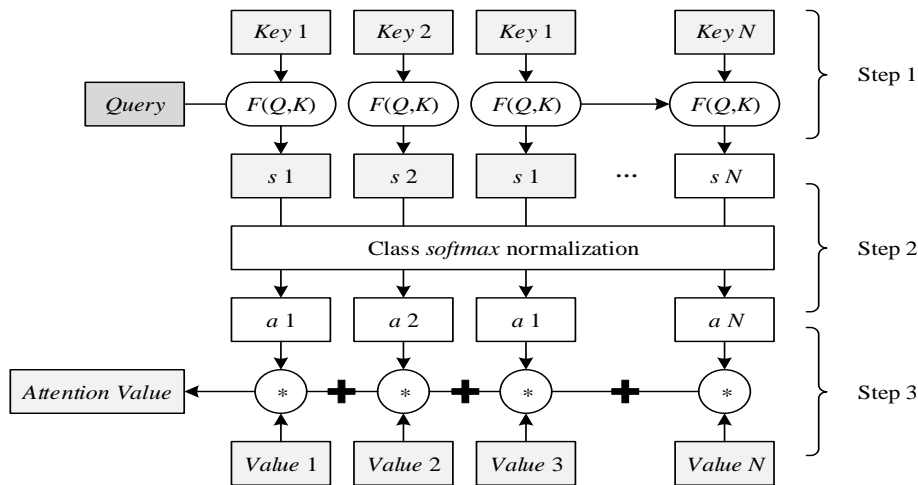 Key 1 Key 2 Key 1 Key N
Step 1
Query F(Q,K) F(Q,K) F(Q,K) F(Q,K)
s 1 s 2 s 1 ... s N
Class softmax normalization
Step 2
a 1 a 2 a 1 a N
Attention Value * * * *
Step 3
Value 1 Value 2 Value 3 Value N